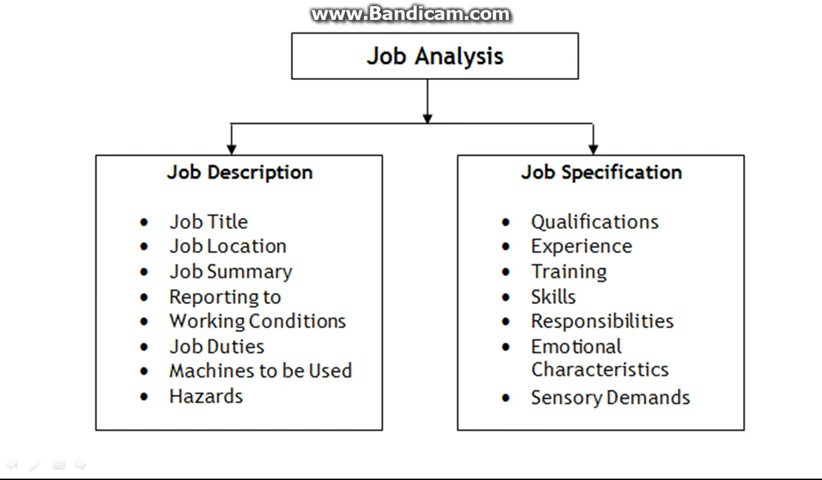 www.Bandicam.com
Job Analysis
Job Description
• Job Title
• Job Location
• Job Summary
• Reporting to
• Working Conditions
• Job Duties
• Machines to be Used
• Hazards
Job Specification
• Qualifications
• Experience
• Training
• Skills
• Responsibilities
• Emotional
Characteristics
• Sensory Demands